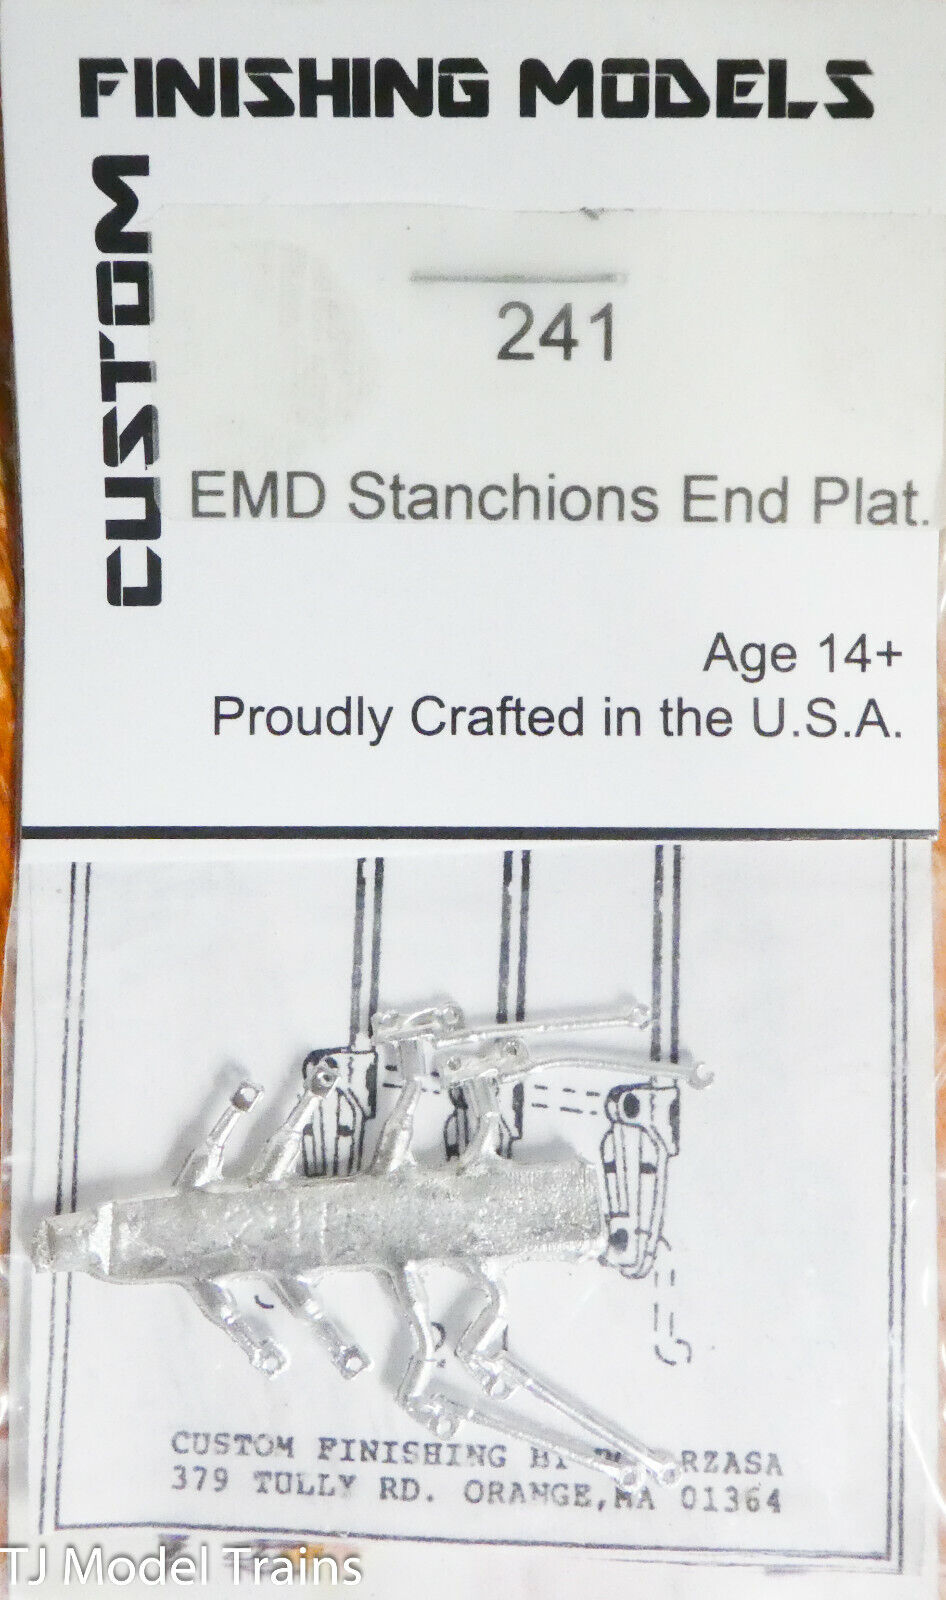 FINISHING MODELS
CUSTOM
241
EMD Stanchions End Plat.
Age 14+
Proudly Crafted in the U.S.A.
CUSTOM FINISHING RZASA
379 TULLY RD. ORANGE, MA 01364
TJ Model Trains